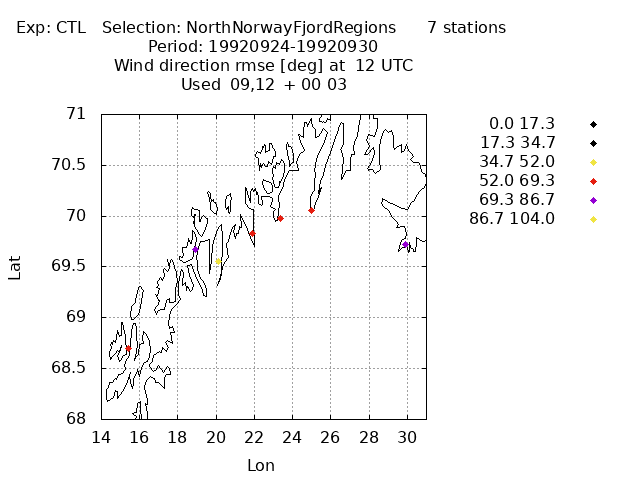 Exp: CTL   Selection: NorthNorwayFjordRegions      7 stations
Period: 19920924-19920930
Wind direction rmse [deg] at  12 UTC
Used  09,12  + 00 03
0.0 17.3
17.3 34.7
34.7 52.0
52.0 69.3
69.3 86.7
86.7 104.0
71
70.5
70
69.5
69
68.5
68
Lat
14 16 18 20 22 24 26 28 30
Lon